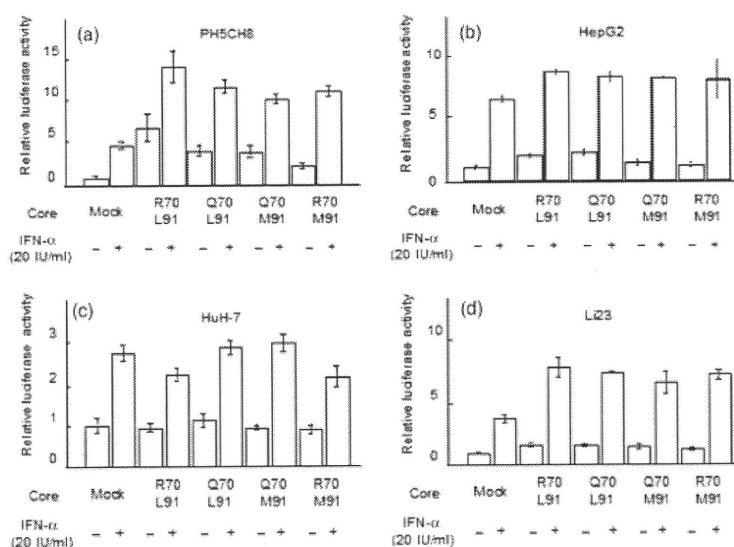 (a)
PH5CH8
Relative luciferase activity
15
10
5
0
Core
Mock
R70 Q70 Q70 R70
L91 L91 M91 M91
IFN-α
(20 IU/ml)
− + − + − + − + − +
(b)
HepG2
Relative luciferase activity
10
5
0
Core
Mock
R70 Q70 Q70 R70
L91 L91 M91 M91
IFN-α
(20 IU/ml)
− + − + − + − + − +
(c)
HuH-7
Relative luciferase activity
3
2
1
0
Core
Mock
R70 Q70 Q70 R70
L91 L91 M91 M91
IFN-α
(20 IU/ml)
− + − + − + − + − +
(d)
Li23
Relative luciferase activity
10
5
0
Core
Mock
R70 Q70 Q70 R70
L91 L91 M91 M91
IFN-α
(20 IU/ml)
− + − + − + − + − +